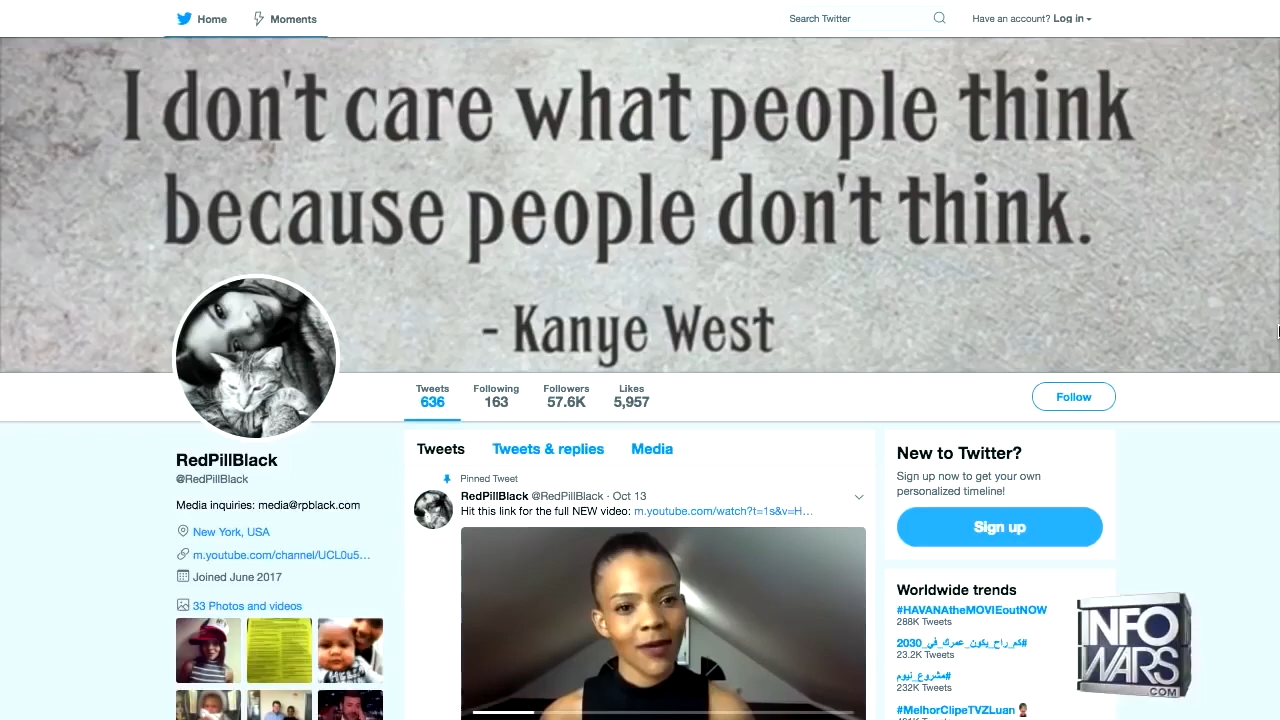 Home
Moments
Search Twitter
Have an account? Log in
I don't care what people think
because people don't think.
- Kanye West
Tweets
636
Following
163
Followers
57.6K
Likes
5,957
Follow
RedPillBlack
@RedPillBlack
Media inquiries: media@rpblack.com
New York, USA
m.youtube.com/channel/UCL0u5...
Joined June 2017
33 Photos and videos
Tweets
Tweets & replies
Media
Pinned Tweet
RedPillBlack @RedPillBlack · Oct 13
Hit this link for the full NEW video: m.youtube.com/watch?t=1s&v=H...
New to Twitter?
Sign up now to get your own
personalized timeline!
Sign up
Worldwide trends
#HAVANAtheMOVIEoutNOW
288K Tweets
#كم_راح_يكون_عمرك_في_2030
23.2K Tweets
#مشروع_نيوم
232K Tweets
#MelhorClipeTVZLuan
INFO
WARS
.COM